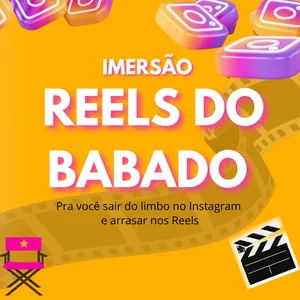 IMERSÃO
REELS DO
BABADO
Pra você sair do limbo no Instagram
e arrasar nos Reels